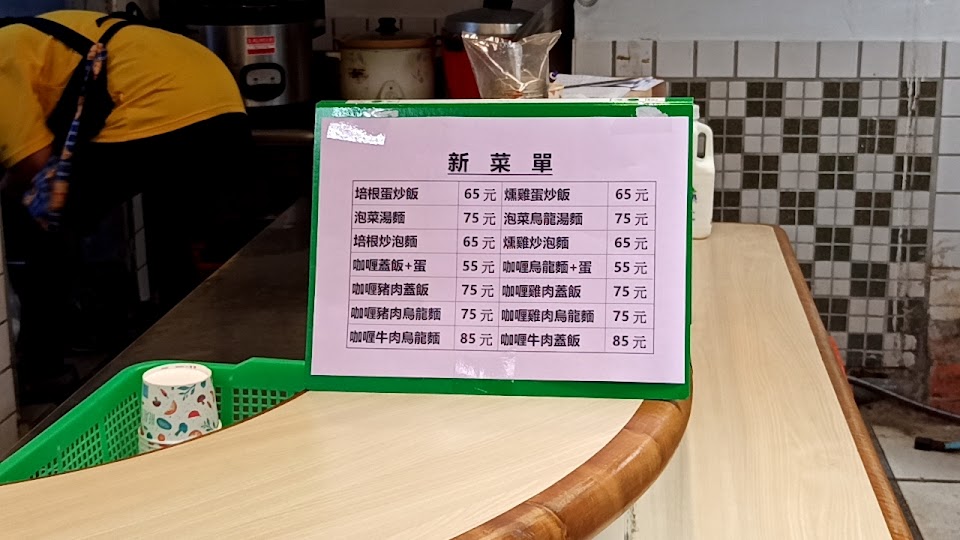 新菜單
培根蛋炒飯 65元 燻雞蛋炒飯 65元
泡菜湯麵 75元 泡菜烏龍湯麵 75元
培根炒泡麵 65元 燻雞炒泡麵 65元
咖喱蓋飯+蛋 55元 咖喱烏龍麵+蛋 55元
咖喱豬肉蓋飯 75元 咖喱雞肉蓋飯 75元
咖喱豬肉烏龍麵 75元 咖喱雞肉烏龍麵 75元
咖喱牛肉烏龍麵 85元 咖喱牛肉蓋飯 85元